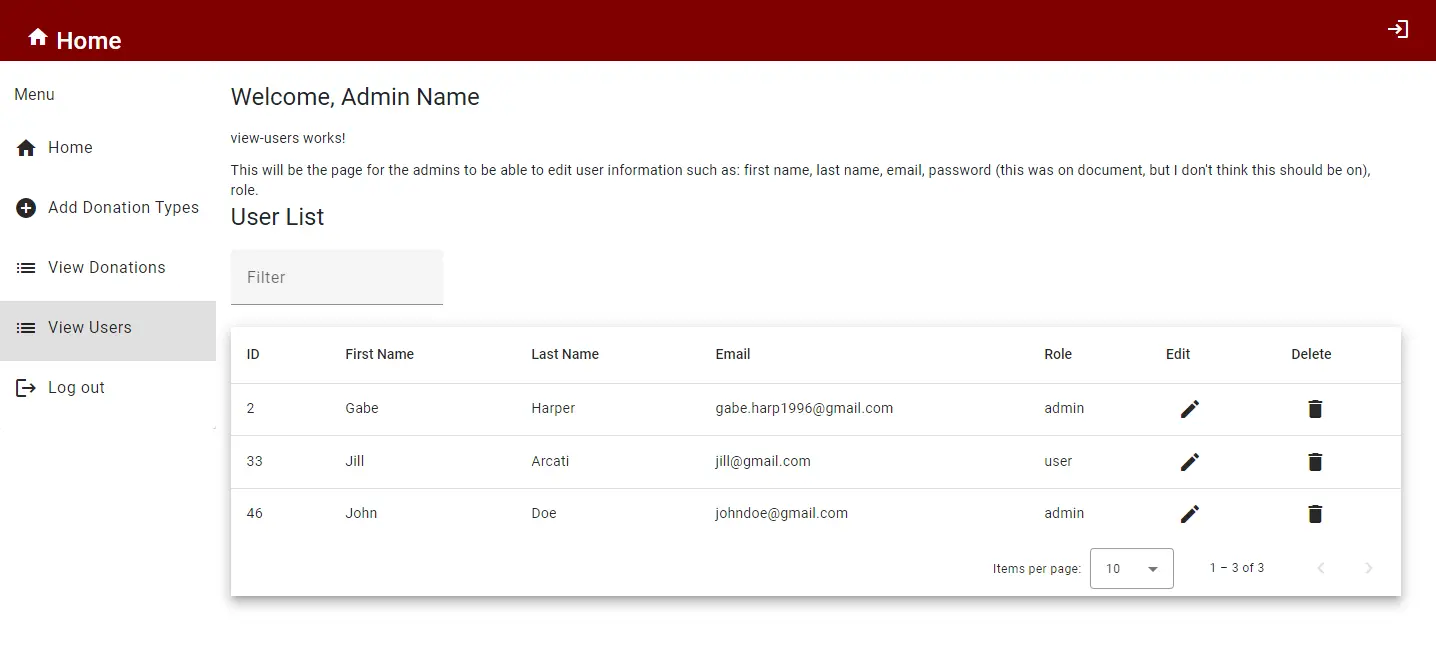 Home
Menu
Home
Add Donation Types
View Donations
View Users
Log out
Welcome, Admin Name
view-users works!
This will be the page for the admins to be able to edit user information such as: first name, last name, email, password (this was on document, but I don't think this should be on),
role.
User List
Filter
ID First Name Last Name Email Role Edit Delete
2 Gabe Harper gabe.harp1996@gmail.com admin
33 Jill Arcati jill@gmail.com user
46 John Doe johndoe@gmail.com admin
Items per page: 10 1 – 3 of 3